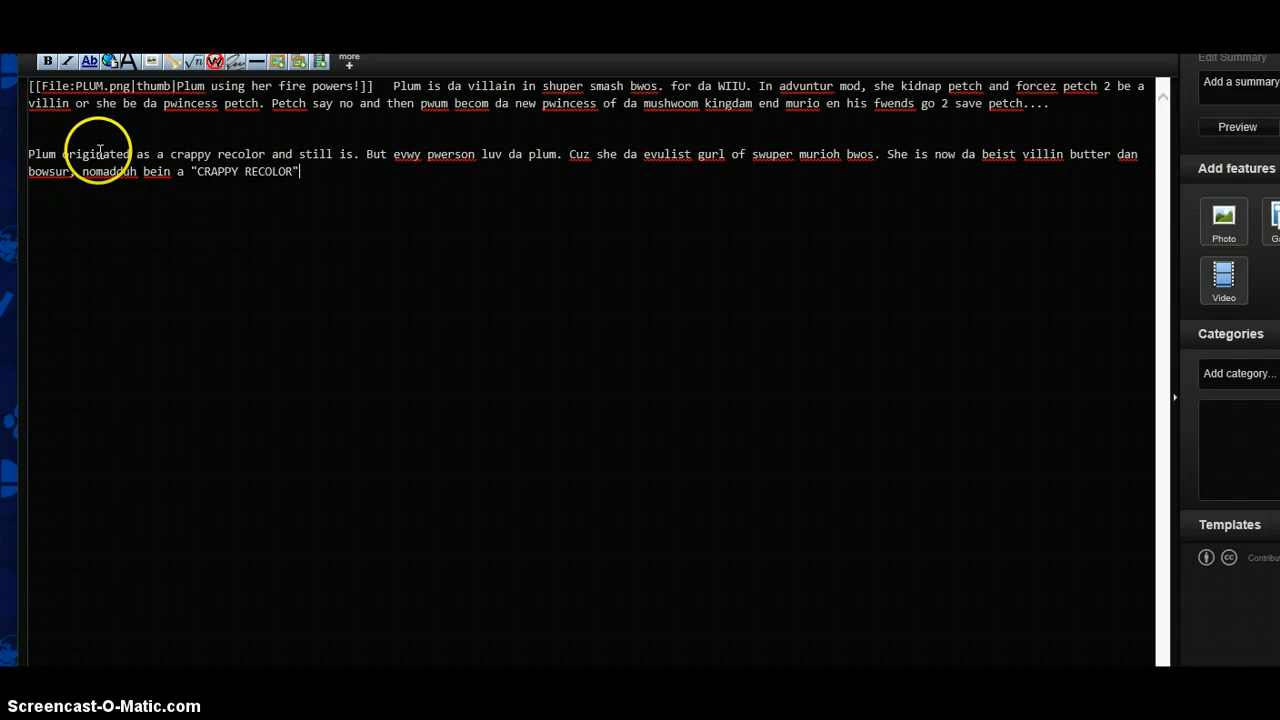 B I Ab A √n W more
Edit Summary
[[File:PLUM.png|thumb|Plum using her fire powers!]]   Plum is da villain in shuper smash bwos. for da WIIU. In advuntur mod, she kidnap petch and forcez petch 2 be a
villin or she be da pwincess petch. Petch say no and then pwum becom da new pwincess of da mushwoom kingdam end murio en his fwends go 2 save petch....
Plum originated as a crappy recolor and still is. But evwy pwerson luv da plum. Cuz she da evulist gurl of swuper murioh bwos. She is now da beist villin butter dan
bowsur, nomadduh bein a "CRAPPY RECOLOR"
Add a summary
Preview
Add features
Photo
Video
Categories
Add category...
Templates
Screencast-O-Matic.com